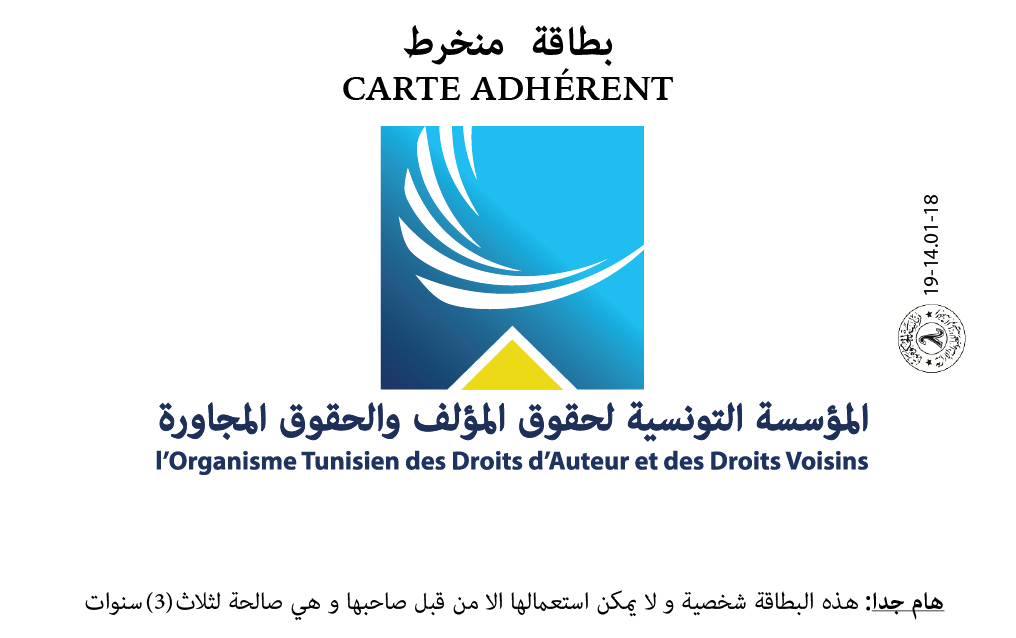 بطاقة منخرط
CARTE ADHÉRENT
19-14.01-18
المؤسسة التونسية لحقوق المؤلف والحقوق المجاورة
l’Organisme Tunisien des Droits d’Auteur et des Droits Voisins
هام جدا: هذه البطاقة شخصية و لا يمكن استعمالها الا من قبل صاحبها و هي صالحة لثلاث(3) سنوات